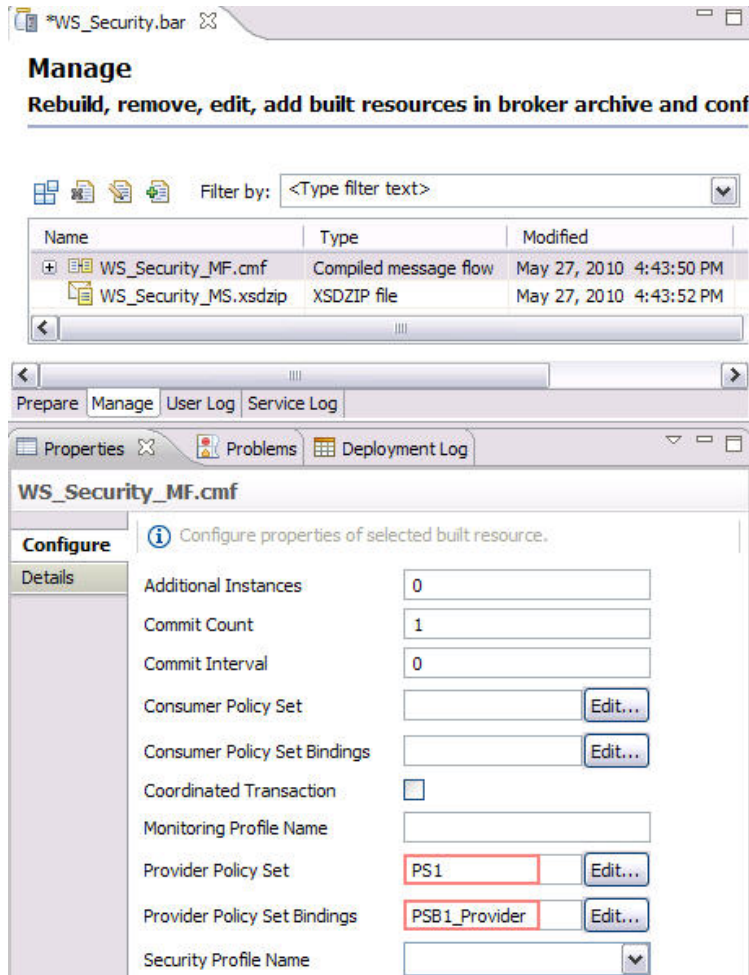 *WS_Security.bar
Manage
Rebuild, remove, edit, add built resources in broker archive and conf
Filter by: <Type filter text>
Name Type Modified
WS_Security_MF.cmf Compiled message flow May 27, 2010 4:43:50 PM
WS_Security_MS.xsdzip XSDZIP file May 27, 2010 4:43:52 PM
Prepare Manage User Log Service Log
Properties Problems Deployment Log
WS_Security_MF.cmf
Configure Configure properties of selected built resource.
Details
Additional Instances 0
Commit Count 1
Commit Interval 0
Consumer Policy Set Edit...
Consumer Policy Set Bindings Edit...
Coordinated Transaction
Monitoring Profile Name
Provider Policy Set PS1 Edit...
Provider Policy Set Bindings PSB1_Provider Edit...
Security Profile Name